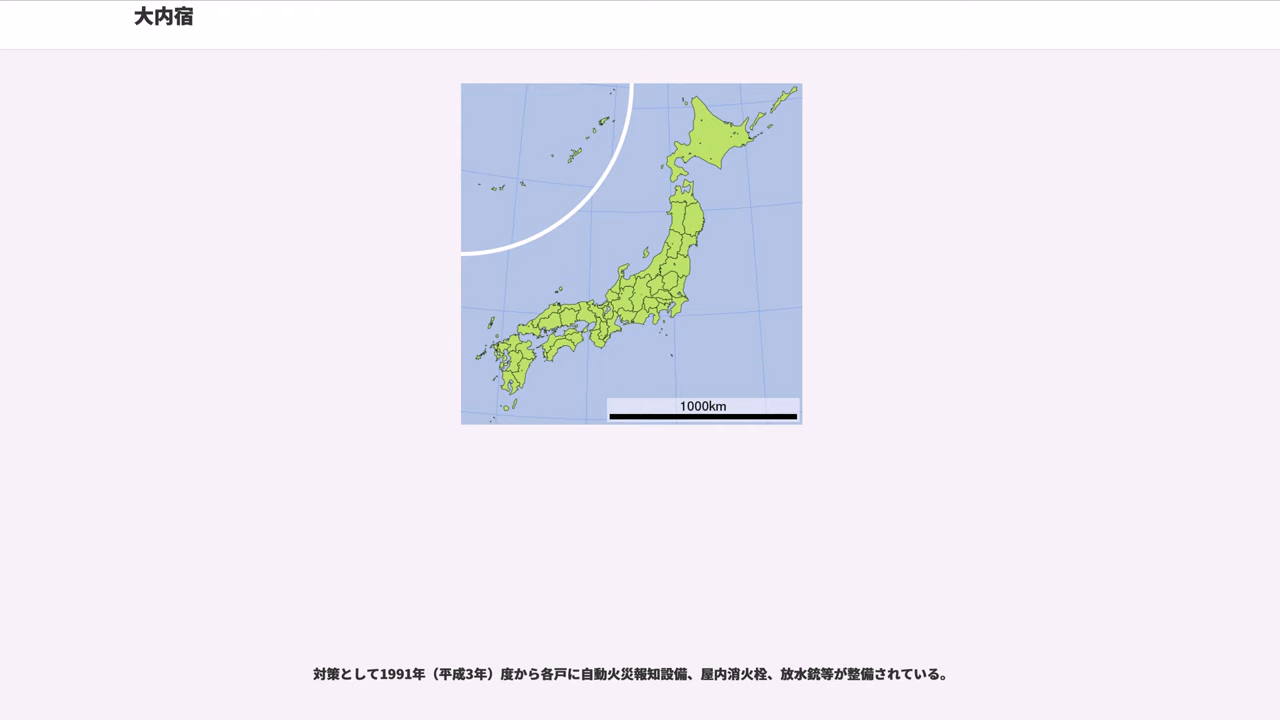 大内宿
1000km
対策として1991年（平成3年）度から各戸に自動火災報知設備、屋内消火栓、放水銃等が整備されている。